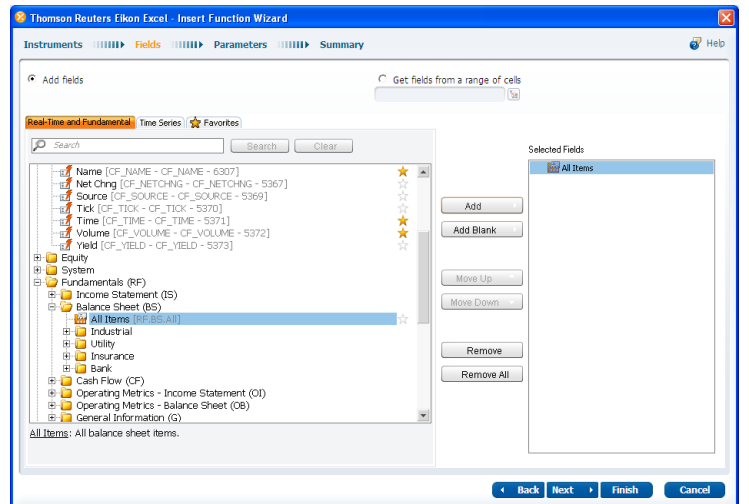 Thomson Reuters Eikon Excel - Insert Function Wizard
Instruments Fields Parameters Summary Help
Add fields Get fields from a range of cells
Real-Time and Fundamental Time Series Favorites
Search Search Clear
Selected Fields
All Items
Name [CF_NAME - CF_NAME - 6307]
Net Chng [CF_NETCHNG - CF_NETCHNG - 5367]
Source [CF_SOURCE - CF_SOURCE - 5369]
Tick [CF_TICK - CF_TICK - 5370]
Time [CF_TIME - CF_TIME - 5371]
Volume [CF_VOLUME - CF_VOLUME - 5372]
Yield [CF_YIELD - CF_YIELD - 5373]
Equity
System
Fundamentals (RF)
Income Statement (IS)
Balance Sheet (BS)
All Items [RF.BS.All]
Industrial
Utility
Insurance
Bank
Cash Flow (CF)
Operating Metrics - Income Statement (OI)
Operating Metrics - Balance Sheet (OB)
General Information (G)
Add
Add Blank
Move Up
Move Down
Remove
Remove All
All Items: All balance sheet items.
Back Next Finish Cancel